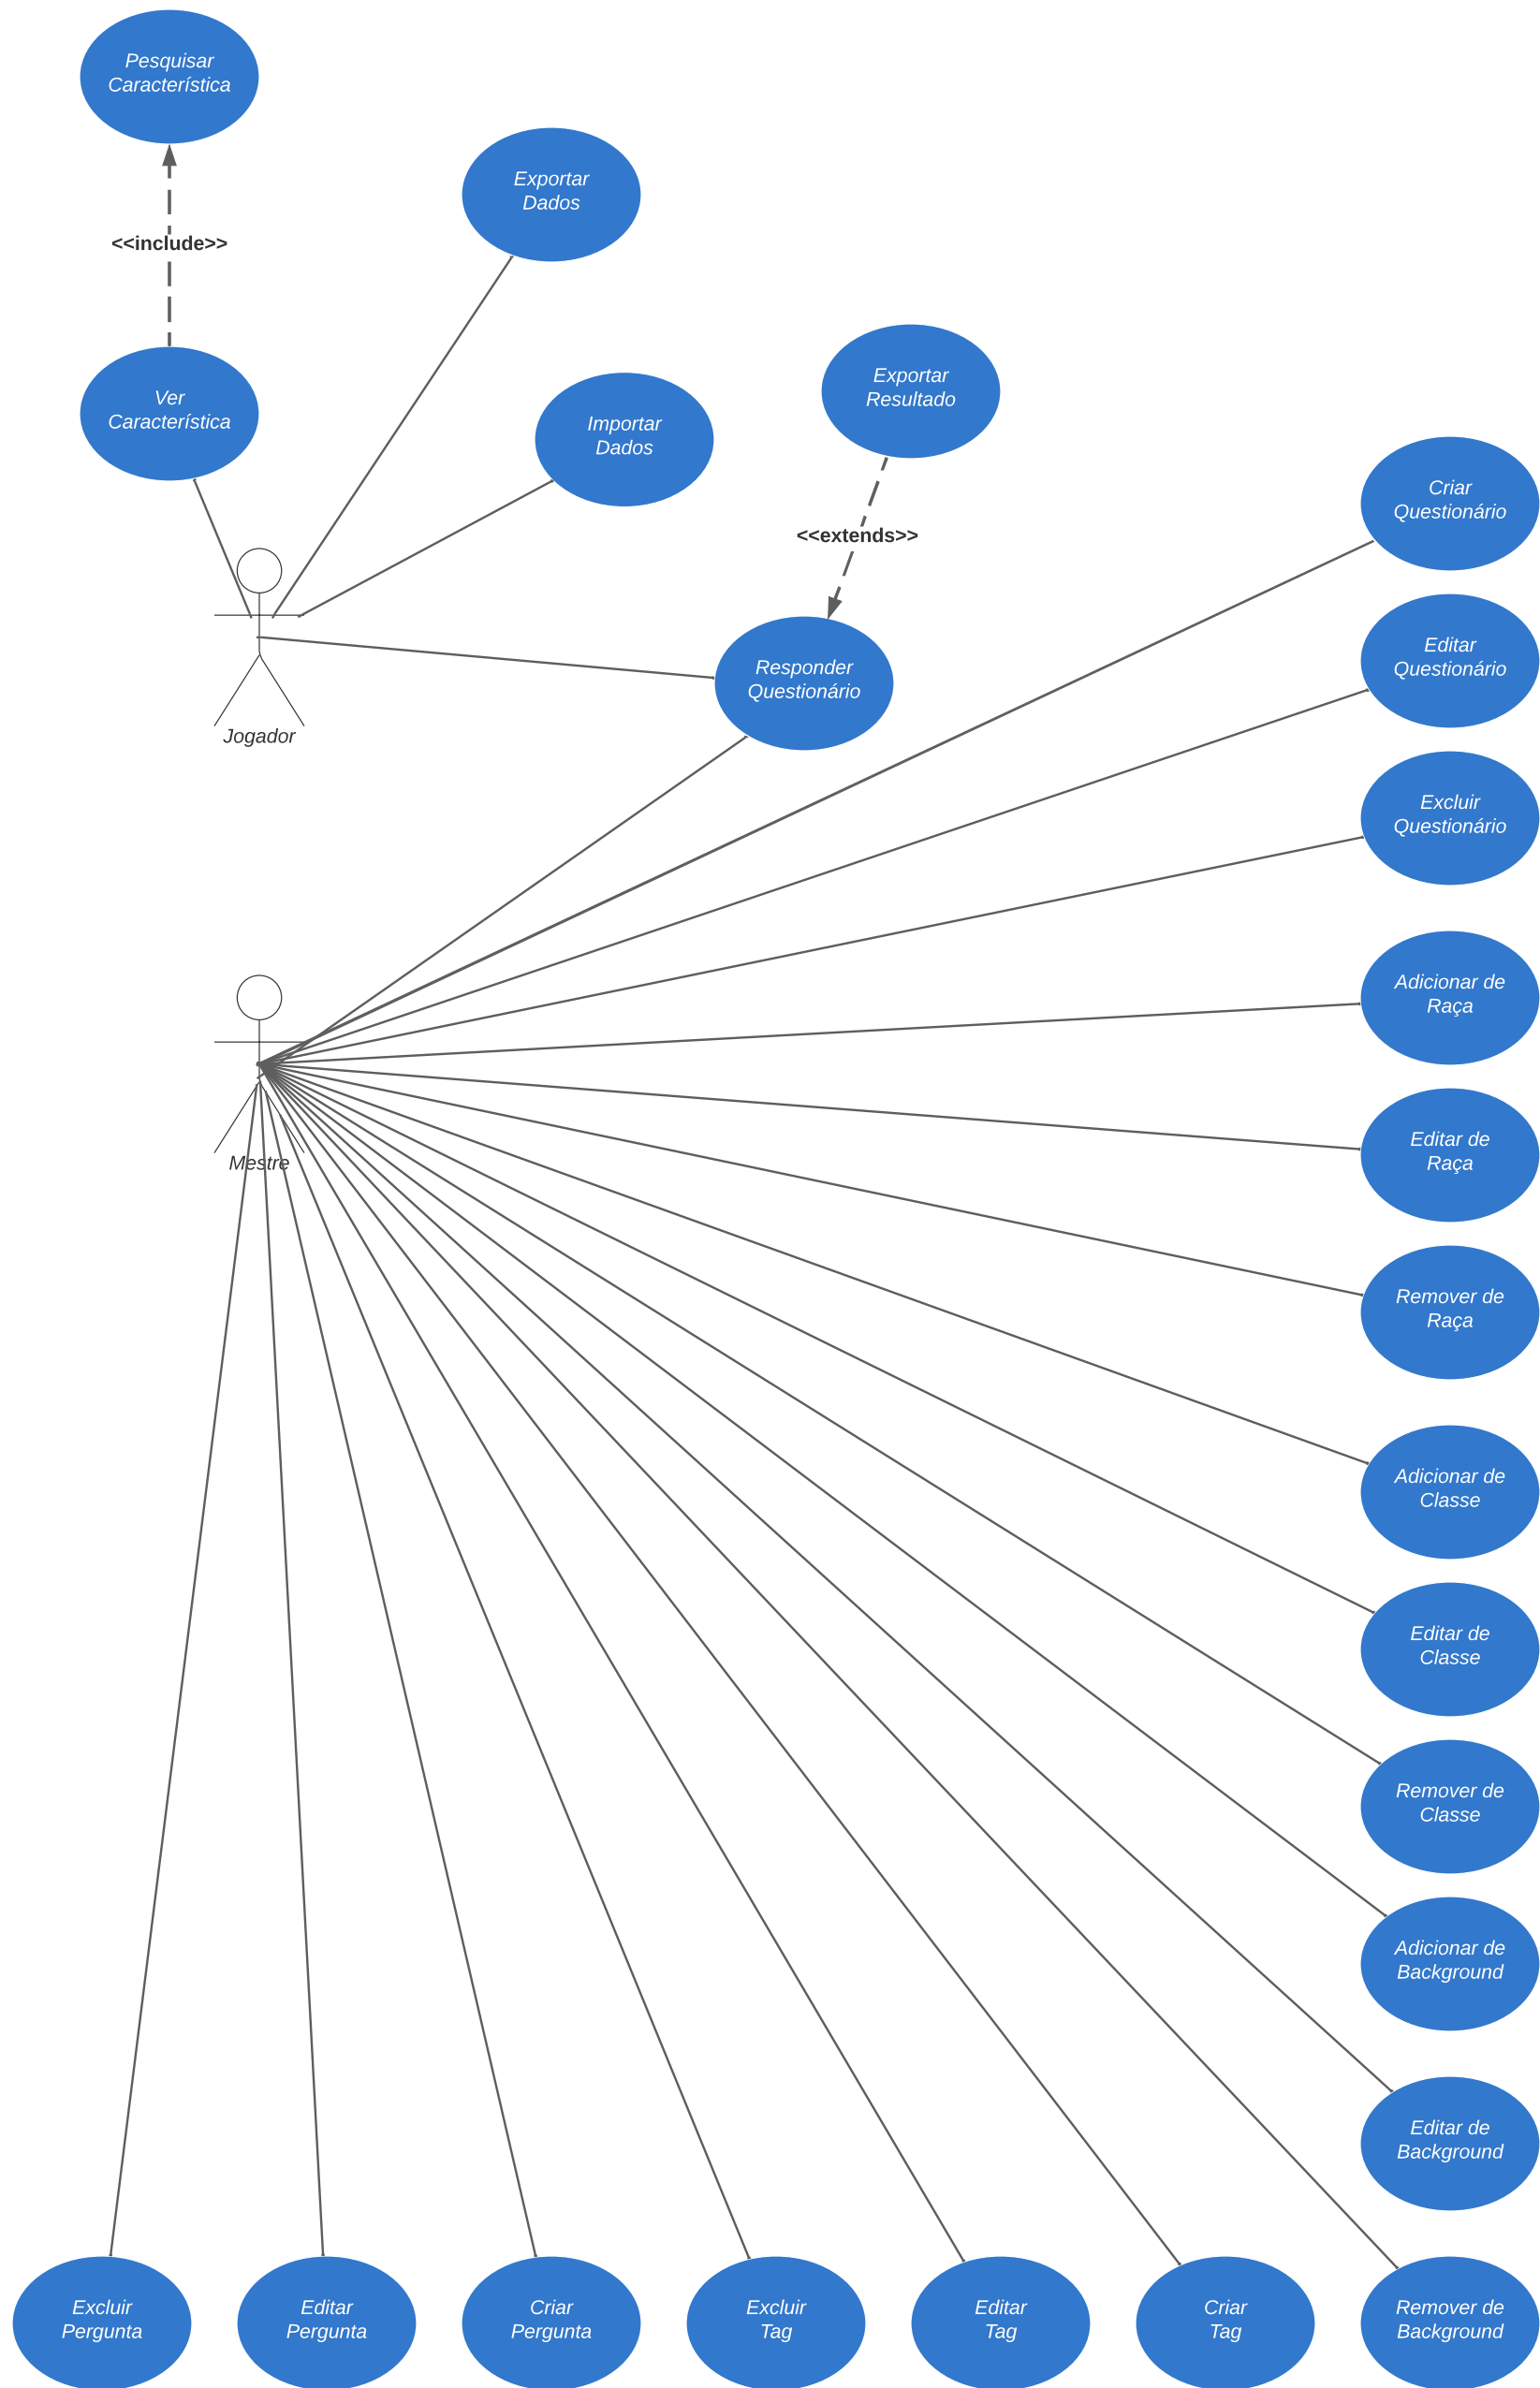 Pesquisar
Característica
Exportar
Dados
<<include>>
Exportar
Resultado
Ver
Característica
Importar
Dados
Criar
Questionário
<<extends>>
Editar
Questionário
Responder
Questionário
Jogador
Excluir
Questionário
Adicionar de
Raça
Editar de
Raça
Mestre
Remover de
Raça
Adicionar de
Classe
Editar de
Classe
Remover de
Classe
Adicionar de
Background
Editar de
Background
Excluir
Pergunta
Editar
Pergunta
Criar
Pergunta
Excluir
Tag
Editar
Tag
Criar
Tag
Remover de
Background